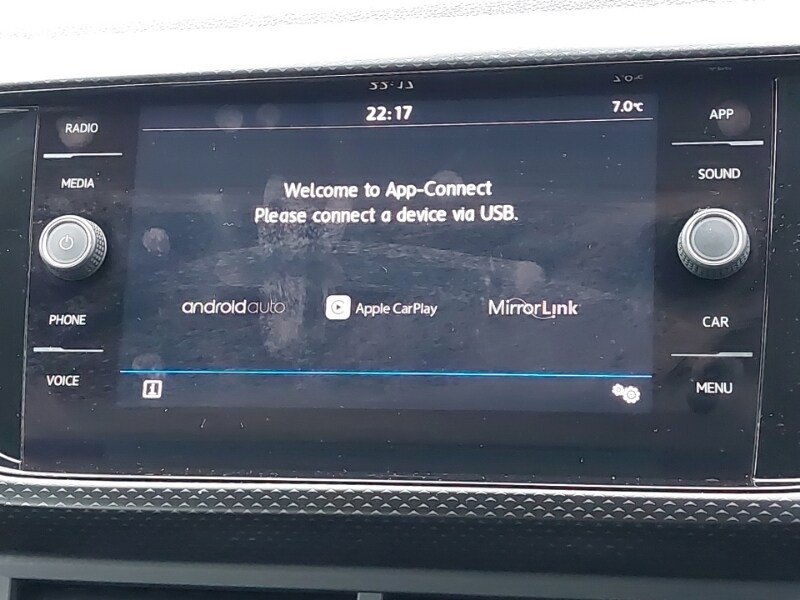 22:17
7.0°C
RADIO
MEDIA
PHONE
VOICE
Welcome to App-Connect
Please connect a device via USB.
androidauto
Apple CarPlay
MirrorLink
APP
SOUND
CAR
MENU